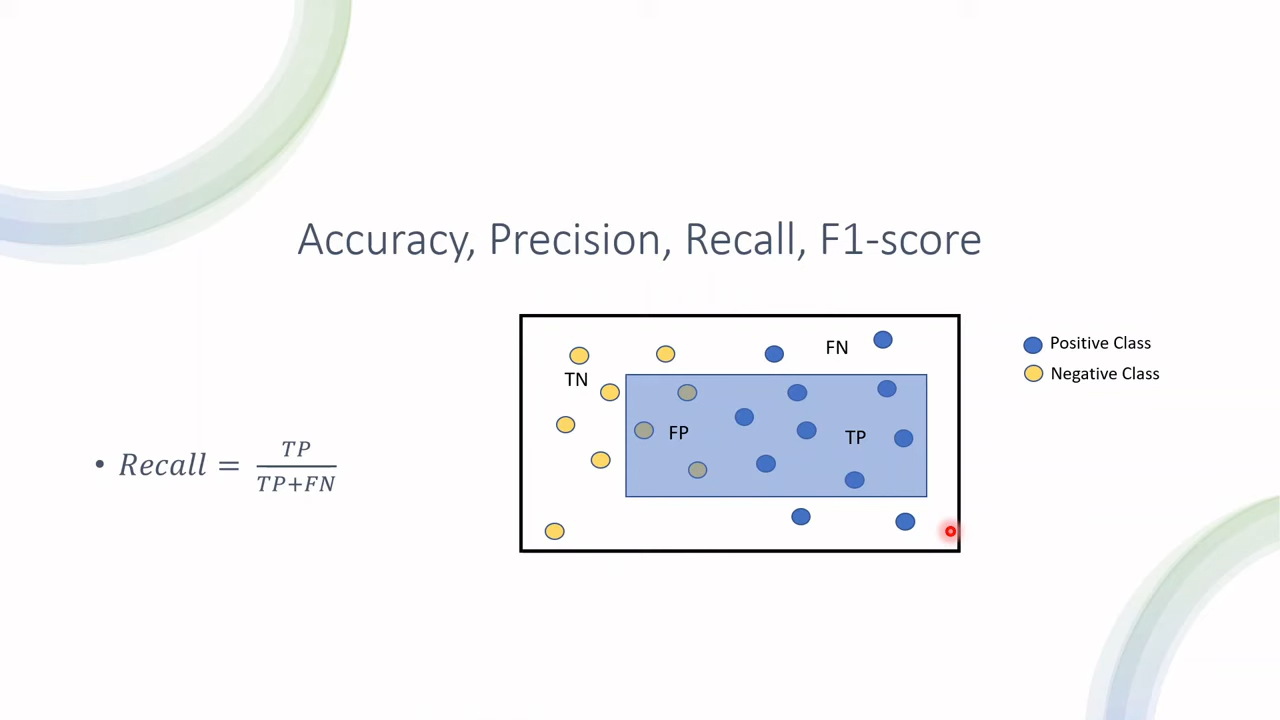 Accuracy, Precision, Recall, F1-score
• Recall = TP / TP+FN
TN
FN
FP
TP
Positive Class
Negative Class